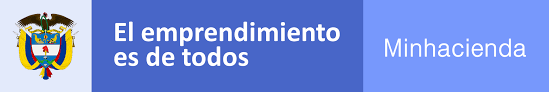 El emprendimiento
es de todos
Minhacienda